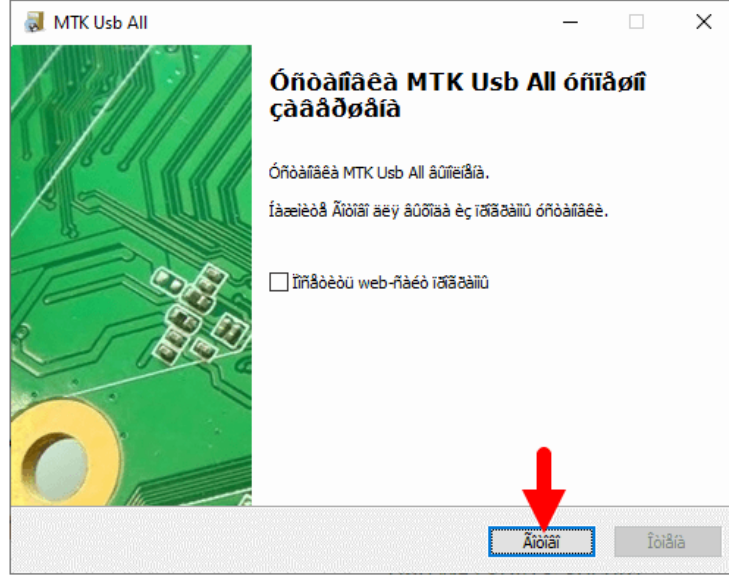 MTK Usb All
Óñòàíîâêà MTK Usb All óñïåøíî
çàâåðøåíà
Óñòàíîâêà MTK Usb All âûïîëíåíà.
Íàæìèòå Ãîòîâî äëÿ âûõîäà èç ïðîãðàììû óñòàíîâêè.
Ïîñåòèòü web-ñàéò ïðîãðàììû
Ãîòîâî
Îòìåíà